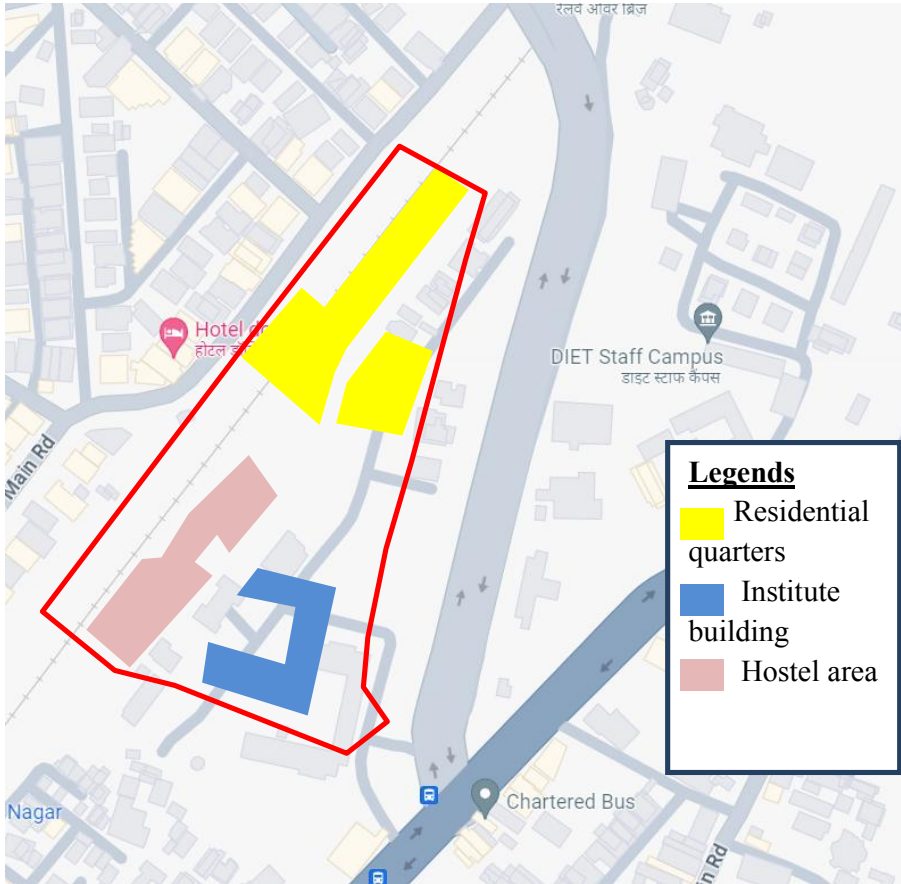 रेलवे ओवर ब्रिज
Hotel
होटल
DIET Staff Campus
डाइट स्टाफ कैंपस
Main Rd
Legends
Residential
quarters
Institute
building
Hostel area
Chartered Bus
Nagar
Rd